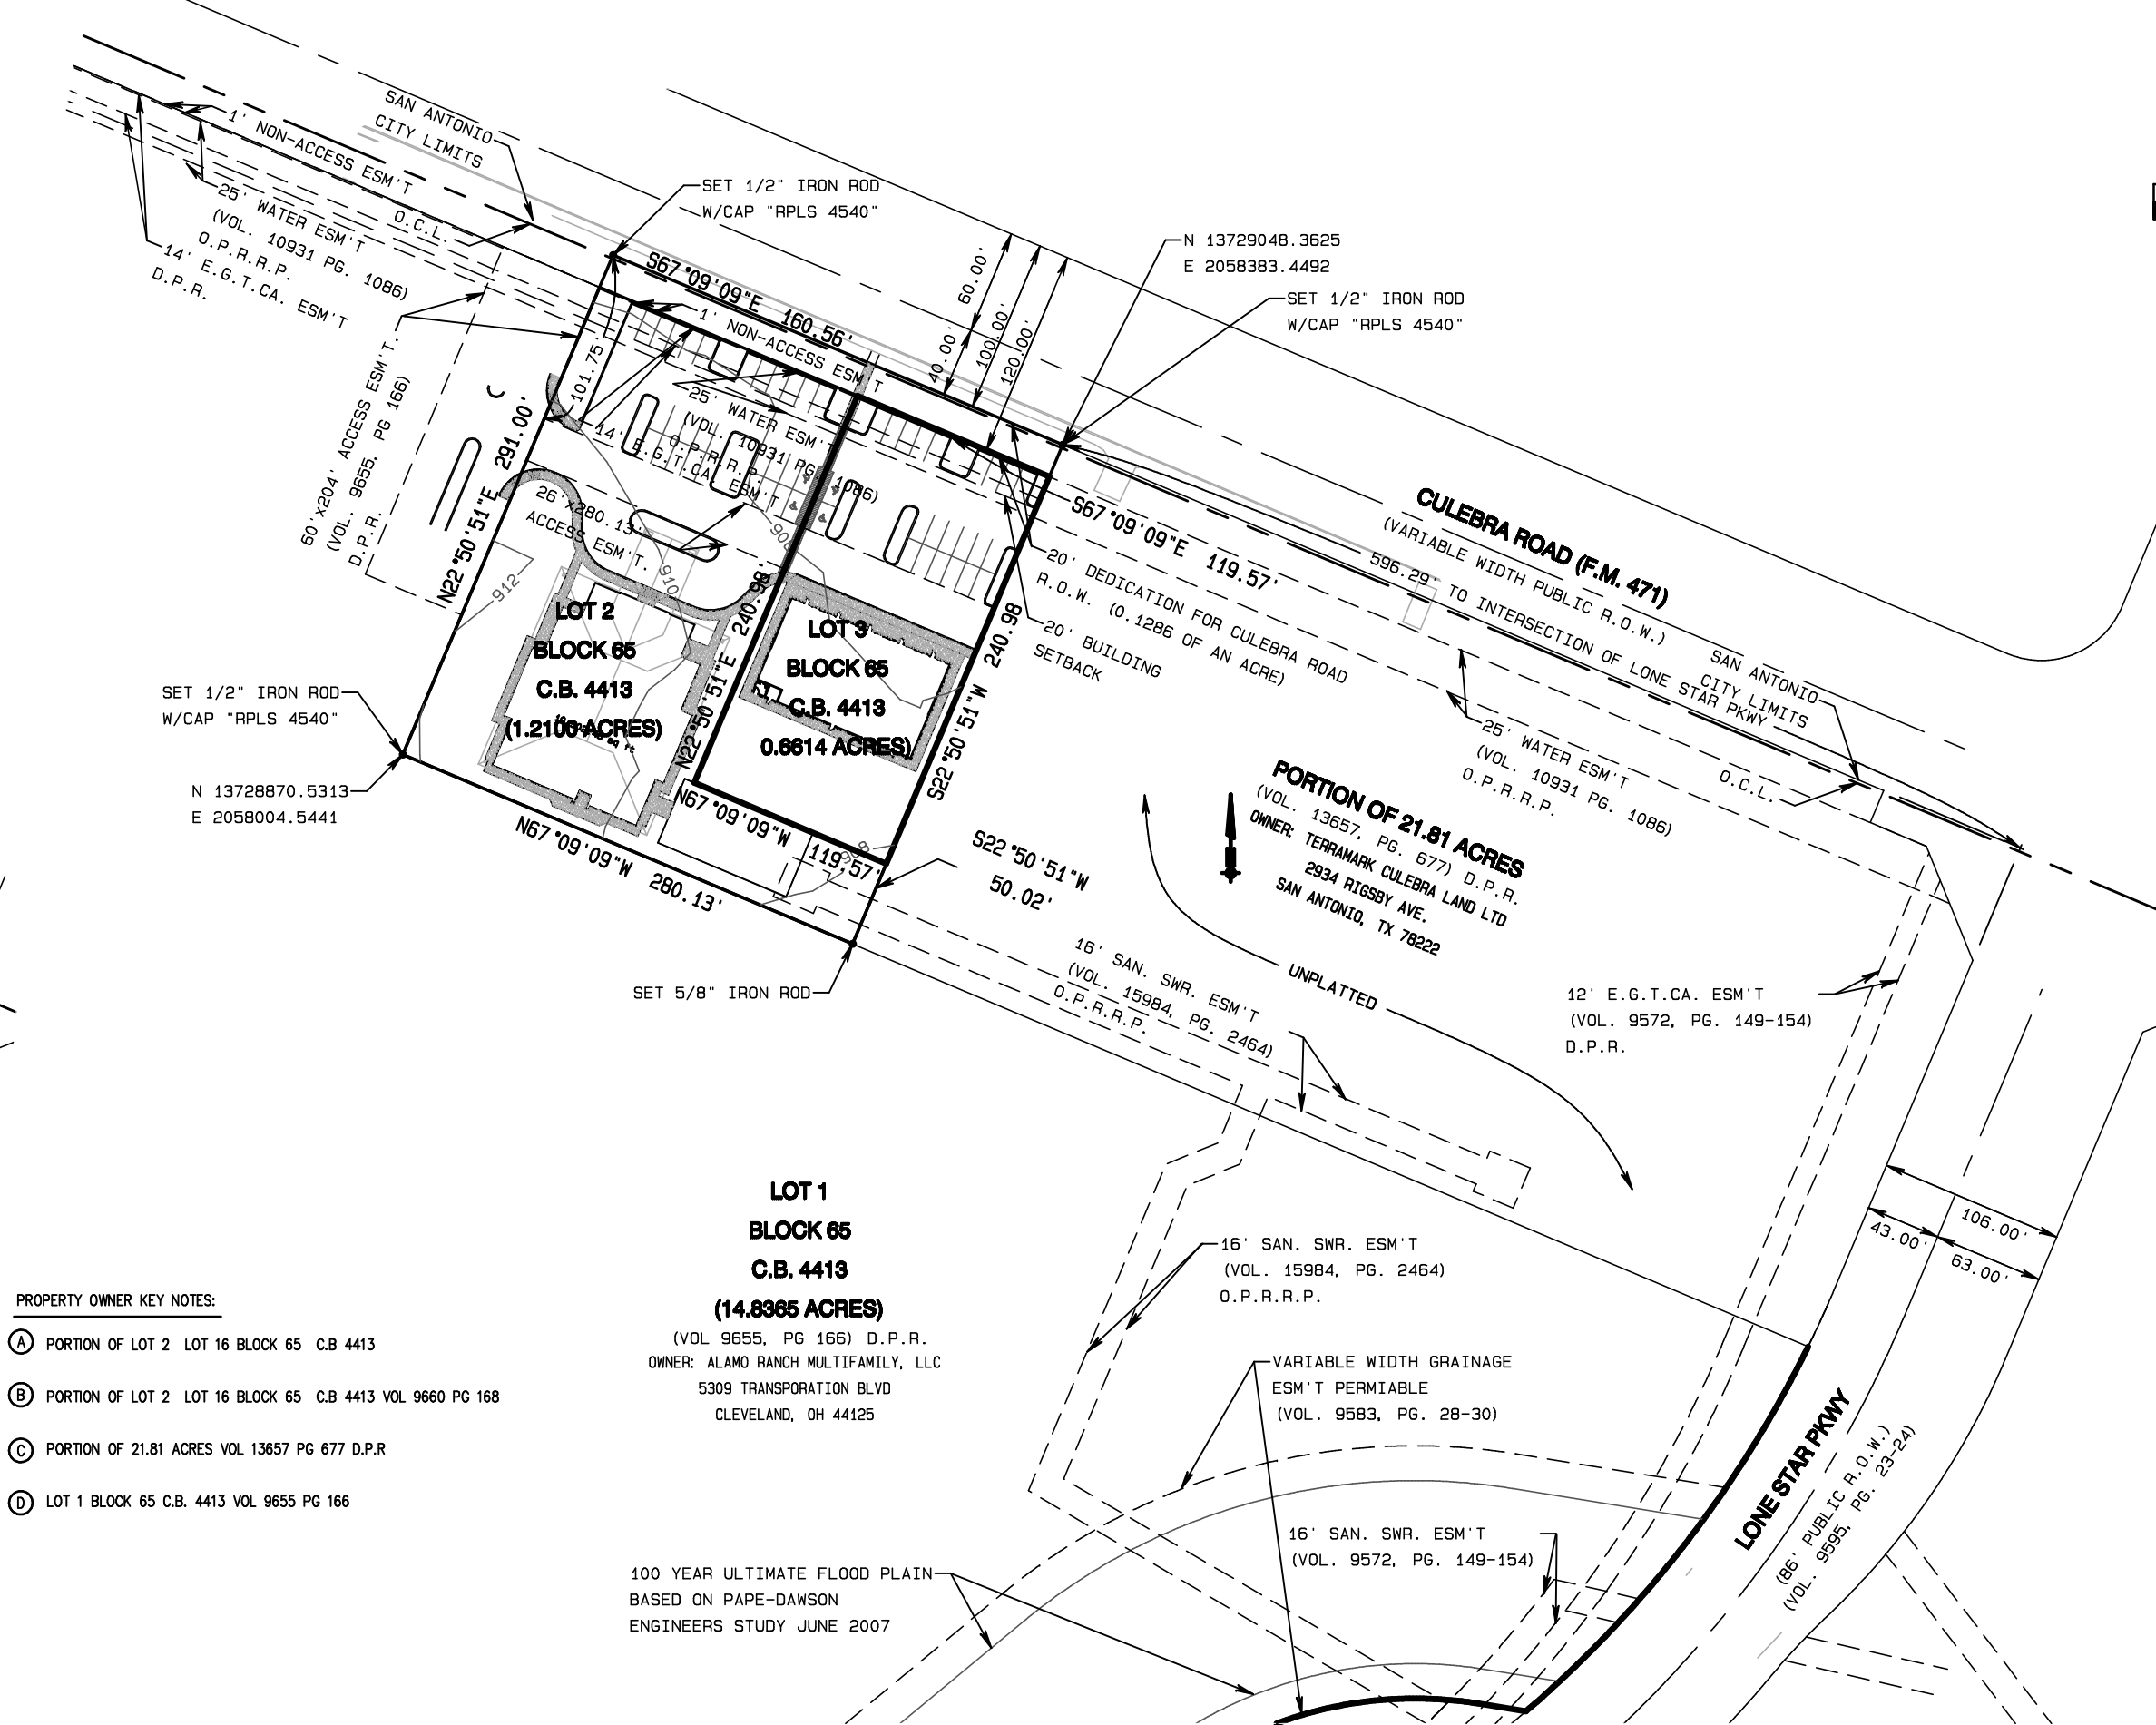 SAN ANTONIO
CITY LIMITS
1' NON-ACCESS ESM'T
O.C.L.
25' WATER ESM'T
(VOL. 10931 PG. 1086)
O.P.R.R.P.
14' E.G.T.CA. ESM'T
D.P.R.
SET 1/2" IRON ROD
W/CAP "RPLS 4540"
N 13729048.3625
E 2058383.4492
SET 1/2" IRON ROD
W/CAP "RPLS 4540"
S67°09'09"E 160.56'
1' NON-ACCESS ESM'T
60.00'
40.00'
100.00'
120.00'
101.75'
25' WATER ESM'T
(VOL. 10931 PG. 1086)
O.P.R.R.P.
14' E.G.T.CA. ESM'T
60'x204' ACCESS ESM'T.
(VOL. 9655, PG 166)
D.P.R.
N22°50'51"E 291.00'
26'x280.13'
ACCESS ESM'T.
912
910
908
LOT 2
BLOCK 65
C.B. 4413
(1.2100 ACRES)
sq ft
N22°50'51"E 240.98'
LOT 3
BLOCK 65
C.B. 4413
0.6614 ACRES)
S22°50'51"W 240.98
S67°09'09"E 119.57'
20' DEDICATION FOR CULEBRA ROAD
R.O.W. (0.1286 OF AN ACRE)
20' BUILDING
SETBACK
CULEBRA ROAD (F.M. 471)
(VARIABLE WIDTH PUBLIC R.O.W.)
596.29' TO INTERSECTION OF LONE STAR PKWY
SAN ANTONIO
CITY LIMITS
O.C.L.
25' WATER ESM'T
(VOL. 10931 PG. 1086)
O.P.R.R.P.
SET 1/2" IRON ROD
W/CAP "RPLS 4540"
N 13728870.5313
E 2058004.5441
N67°09'09"W 119.57'
908
N67°09'09"W 280.13'
S22°50'51"W
50.02'
SET 5/8" IRON ROD
PORTION OF 21.81 ACRES
(VOL. 13657, PG. 677) D.P.R.
OWNER: TERRAMARK CULEBRA LAND LTD
2934 RIGSBY AVE.
SAN ANTONIO, TX 78222
UNPLATTED
16' SAN. SWR. ESM'T
(VOL. 15984, PG. 2464)
O.P.R.R.P.
12' E.G.T.CA. ESM'T
(VOL. 9572, PG. 149-154)
D.P.R.
106.00'
43.00'
63.00'
LOT 1
BLOCK 65
C.B. 4413
(14.8365 ACRES)
(VOL 9655, PG 166) D.P.R.
OWNER: ALAMO RANCH MULTIFAMILY, LLC
5309 TRANSPORATION BLVD
CLEVELAND, OH 44125
16' SAN. SWR. ESM'T
(VOL. 15984, PG. 2464)
O.P.R.R.P.
VARIABLE WIDTH GRAINAGE
ESM'T PERMIABLE
(VOL. 9583, PG. 28-30)
16' SAN. SWR. ESM'T
(VOL. 9572, PG. 149-154)
100 YEAR ULTIMATE FLOOD PLAIN
BASED ON PAPE-DAWSON
ENGINEERS STUDY JUNE 2007
LONE STAR PKWY
(86' PUBLIC R.O.W.)
(VOL. 9595, PG. 23-24)
PROPERTY OWNER KEY NOTES:
A PORTION OF LOT 2 LOT 16 BLOCK 65 C.B 4413
B PORTION OF LOT 2 LOT 16 BLOCK 65 C.B 4413 VOL 9660 PG 168
C PORTION OF 21.81 ACRES VOL 13657 PG 677 D.P.R
D LOT 1 BLOCK 65 C.B. 4413 VOL 9655 PG 166